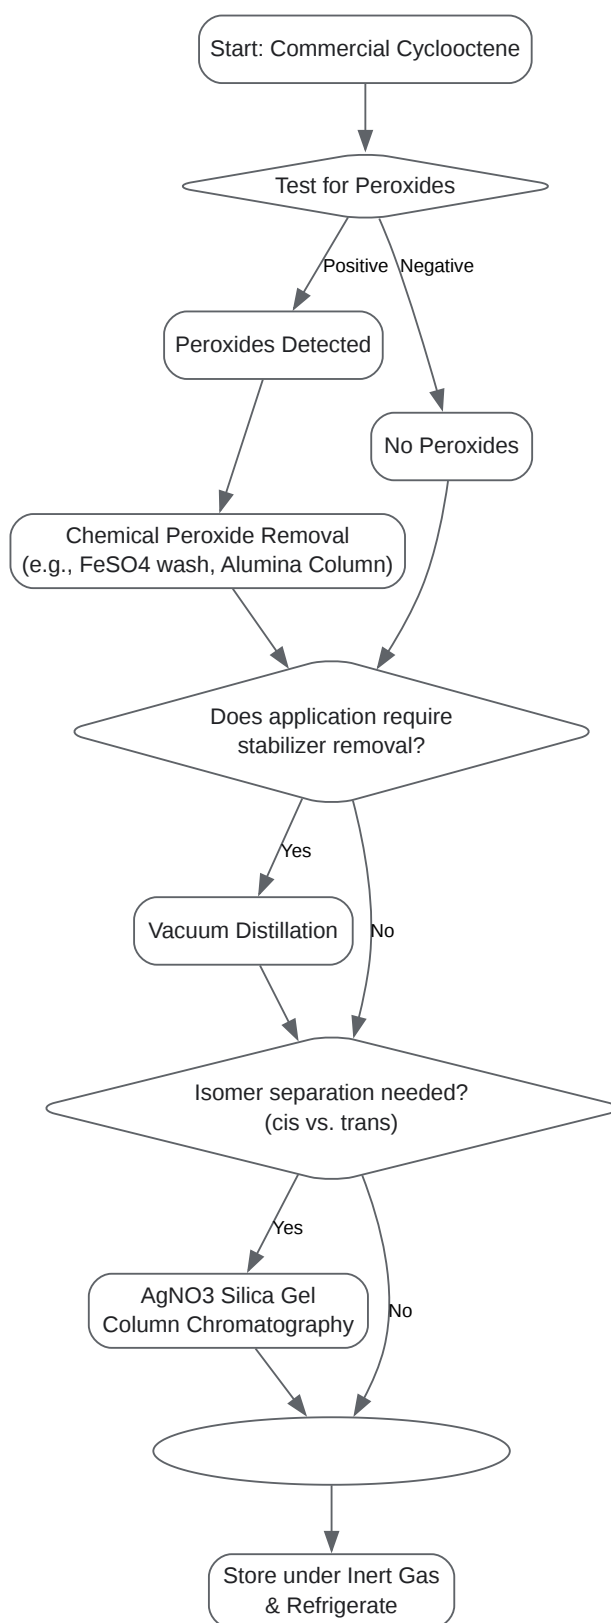 Start: Commercial Cyclooctene
Test for Peroxides
Positive
Negative
Peroxides Detected
No Peroxides
Chemical Peroxide Removal
(e.g., FeSO4 wash, Alumina Column)
Does application require
stabilizer removal?
Yes
Vacuum Distillation
No
Isomer separation needed?
(cis vs. trans)
Yes
AgNO3 Silica Gel
Column Chromatography
No
Store under Inert Gas
& Refrigerate